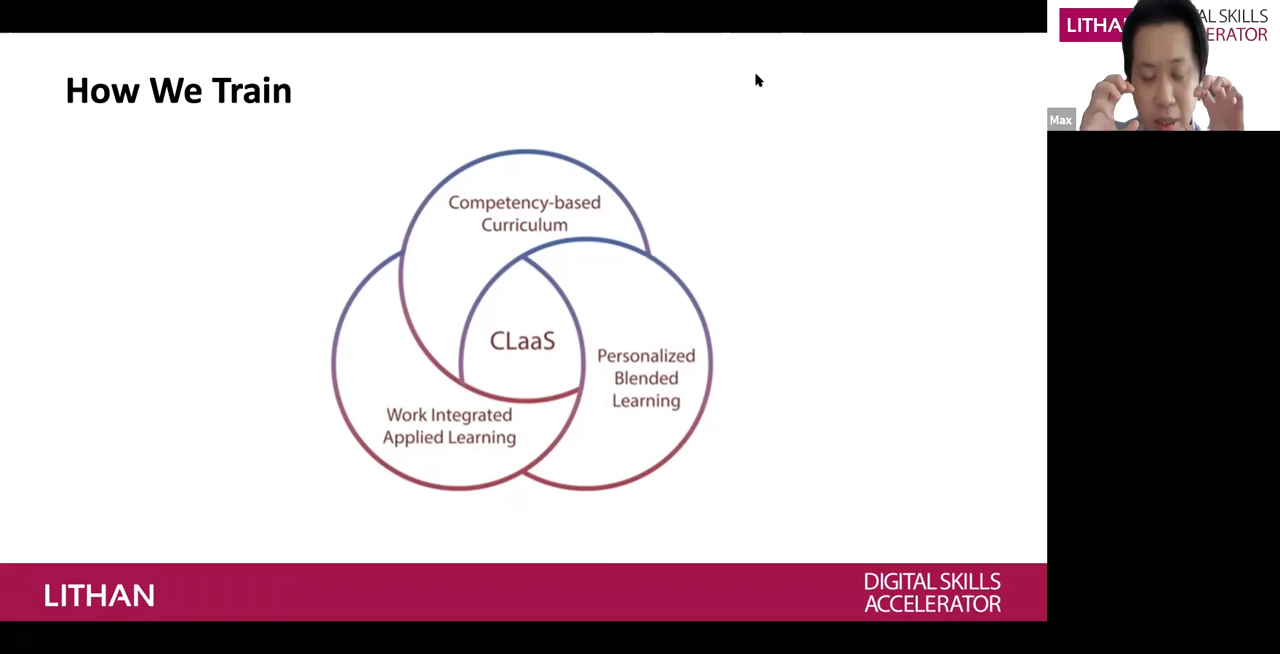 How We Train
Competency-based
Curriculum
CLaaS
Personalized
Blended
Learning
Work Integrated
Applied Learning
LITHAN
DIGITAL SKILLS
ACCELERATOR
SKILLS
Max